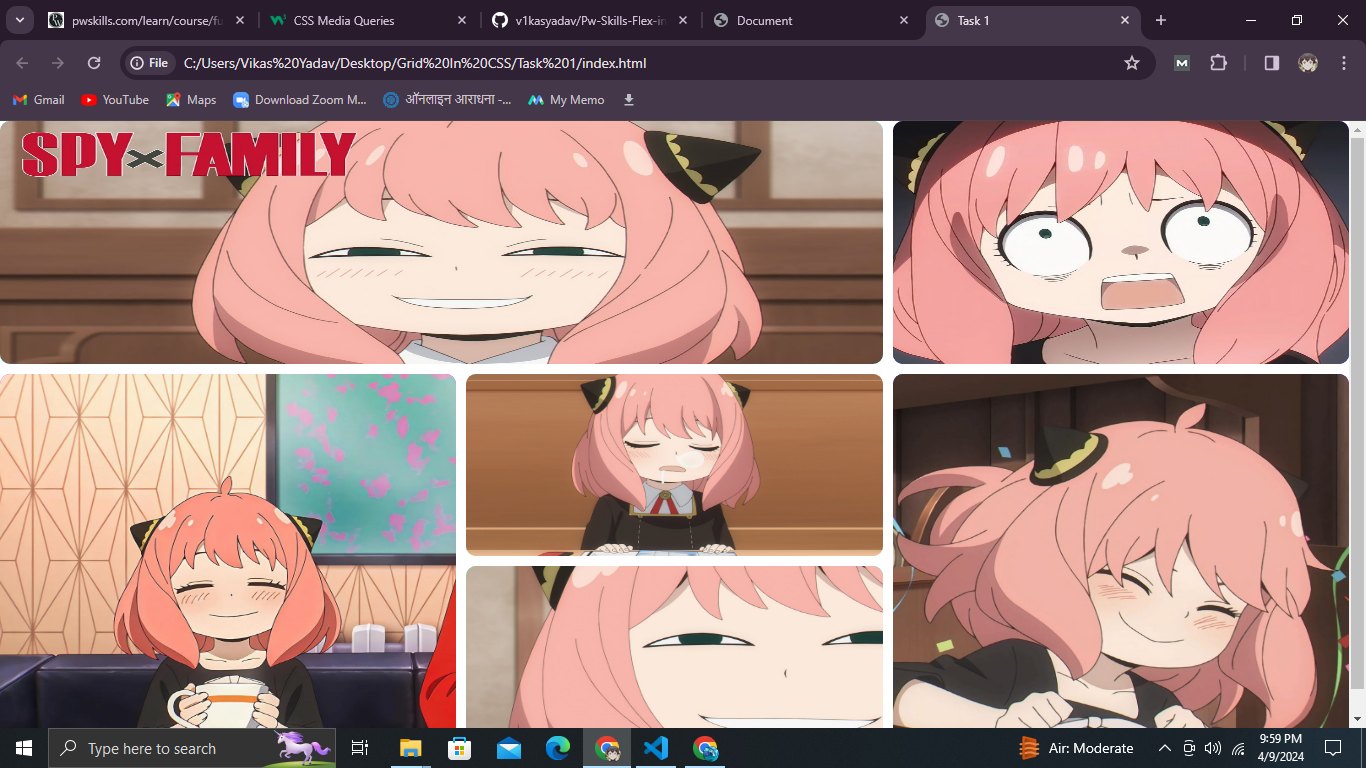 pwskills.com/learn/course/fu
CSS Media Queries
v1kasyadav/Pw-Skills-Flex-in
Document
Task 1
File
C:/Users/Vikas%20Yadav/Desktop/Grid%20In%20CSS/Task%201/index.html
Gmail
YouTube
Maps
Download Zoom M...
ऑनलाइन आराधना -...
My Memo
SPY×FAMILY
Type here to search
Air: Moderate
9:59 PM
4/9/2024